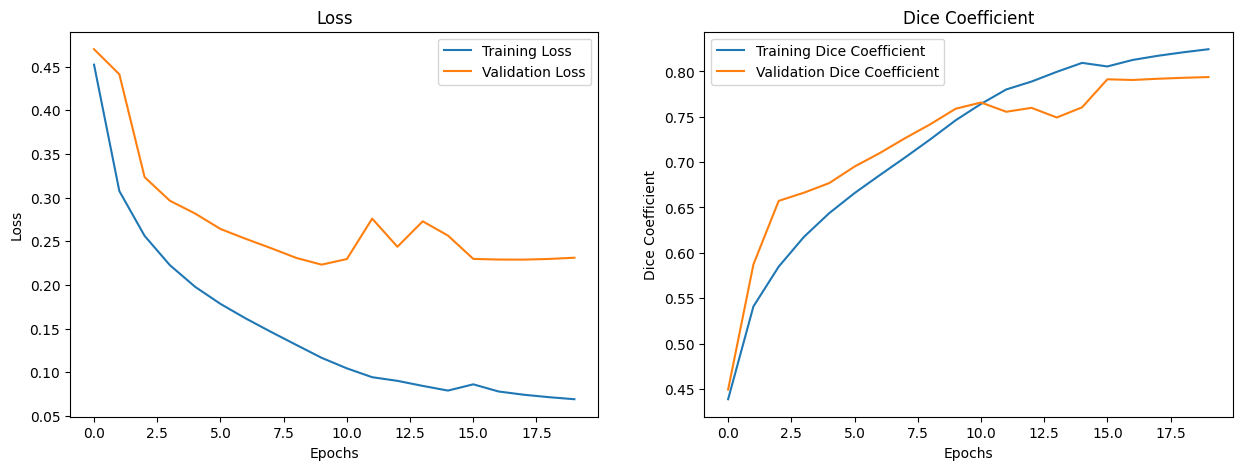 Loss
Training Loss
Validation Loss
0.45
0.40
0.35
0.30
0.25
0.20
0.15
0.10
0.05
Loss
0.0 2.5 5.0 7.5 10.0 12.5 15.0 17.5
Epochs
Dice Coefficient
Training Dice Coefficient
Validation Dice Coefficient
0.80
0.75
0.70
0.65
0.60
0.55
0.50
0.45
Dice Coefficient
0.0 2.5 5.0 7.5 10.0 12.5 15.0 17.5
Epochs